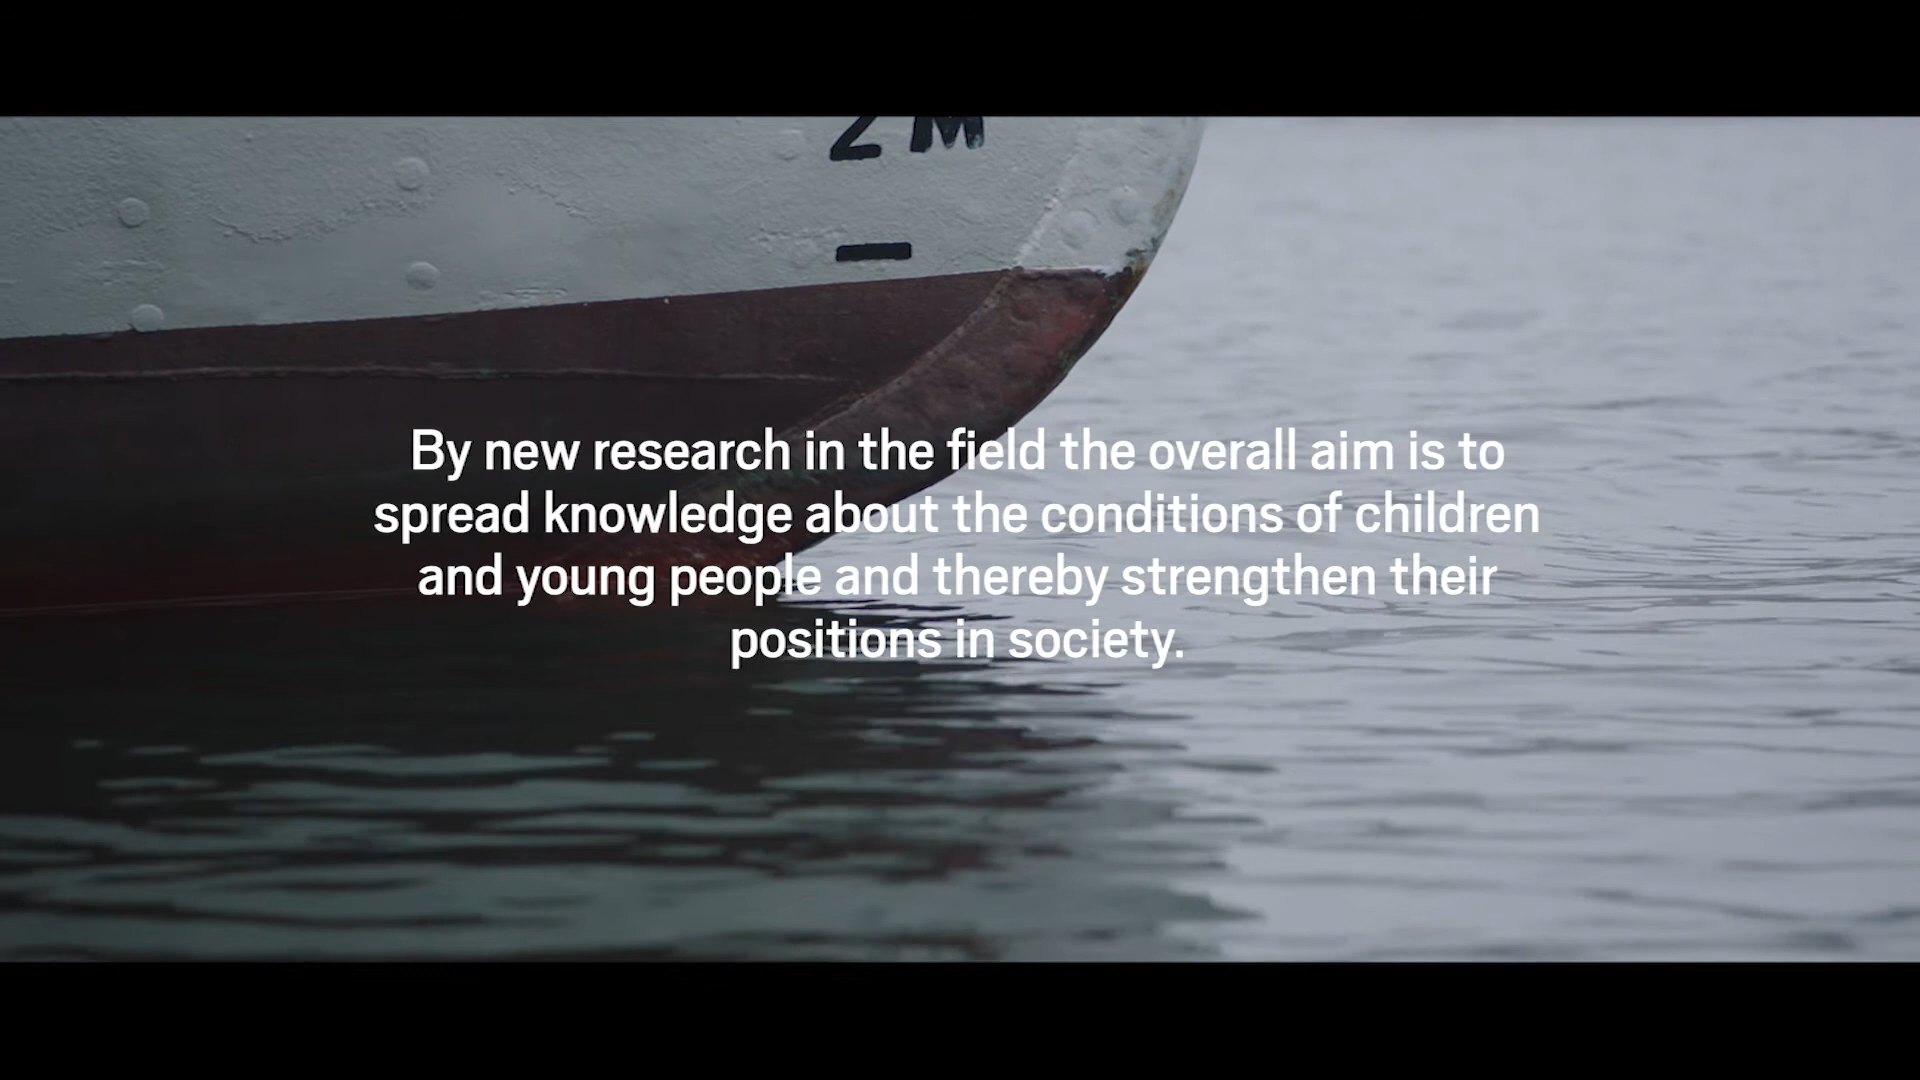 2 M
By new research in the field the overall aim is to
spread knowledge about the conditions of children
and young people and thereby strengthen their
positions in society.